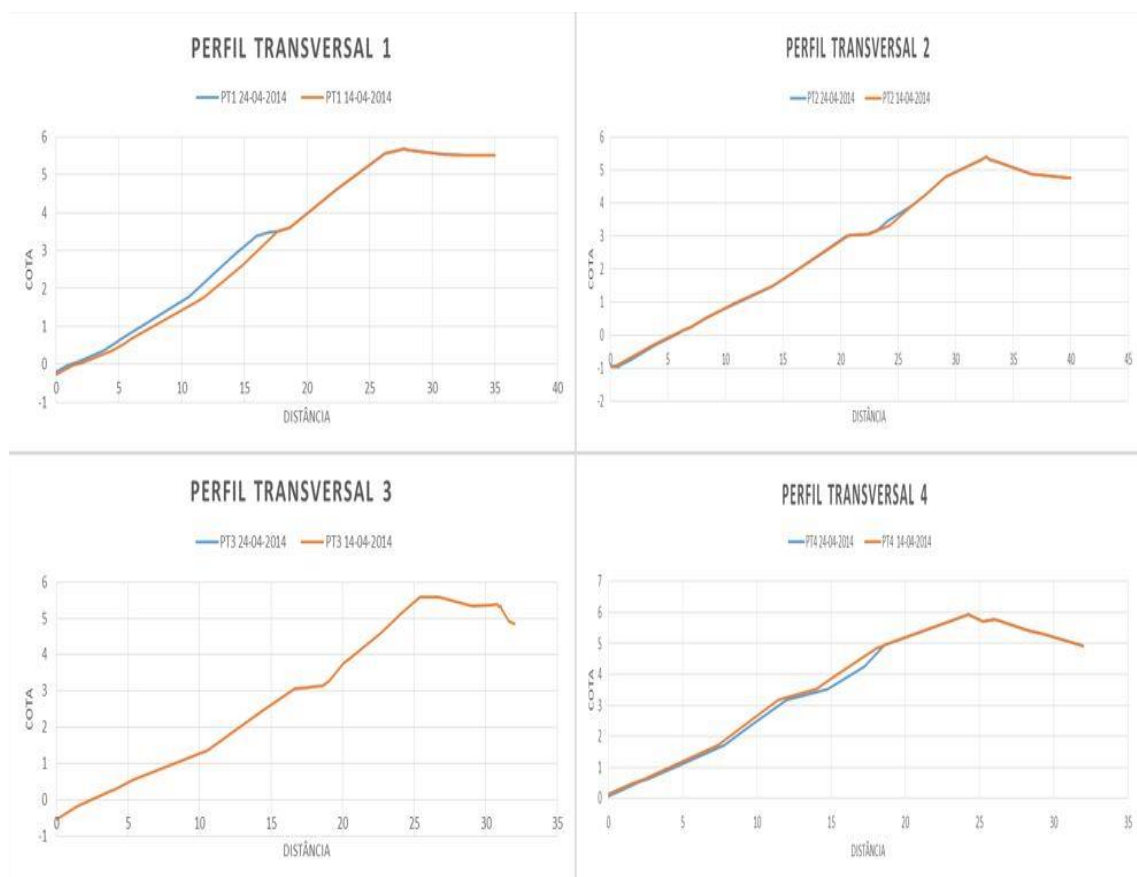 PERFIL TRANSVERSAL 1
PT1 24-04-2014 PT1 14-04-2014
6
5
4
3
2
1
0
-1
COTA
0 5 10 15 20 25 30 35 40
DISTÂNCIA
PERFIL TRANSVERSAL 2
PT2 24-04-2014 PT2 14-04-2014
6
5
4
3
2
1
0
-1
-2
COTA
0 5 10 15 20 25 30 35 40 45
DISTÂNCIA
PERFIL TRANSVERSAL 3
PT3 24-04-2014 PT3 14-04-2014
6
5
4
3
2
1
0
-1
COTA
0 5 10 15 20 25 30 35
DISTÂNCIA
PERFIL TRANSVERSAL 4
PT4 24-04-2014 PT4 14-04-2014
7
6
5
4
3
2
1
0
COTA
0 5 10 15 20 25 30 35
DISTÂNCIA